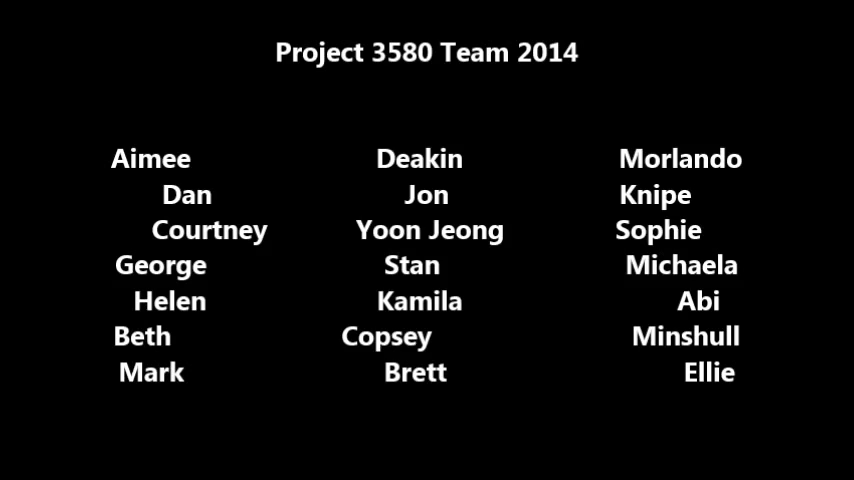 Project 3580 Team 2014
Aimee Deakin Morlando
Dan Jon Knipe
Courtney Yoon Jeong Sophie
George Stan Michaela
Helen Kamila Abi
Beth Copsey Minshull
Mark Brett Ellie